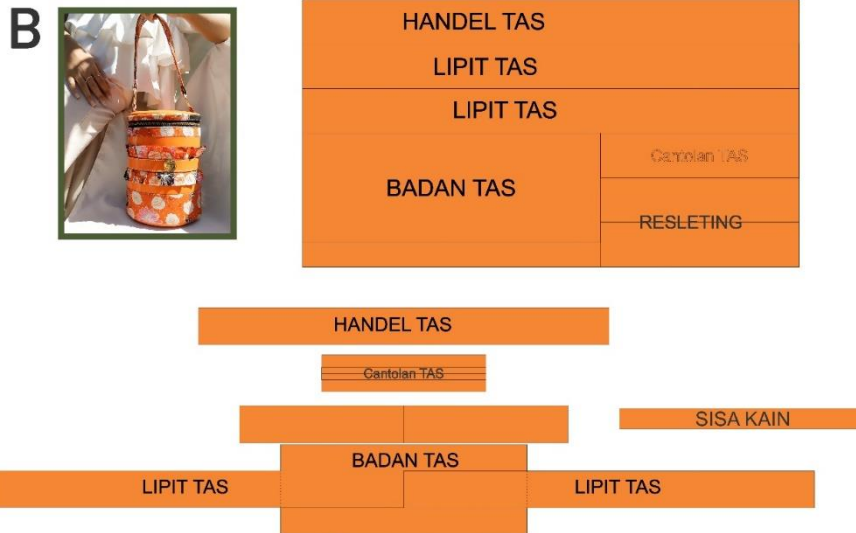 B
HANDEL TAS
LIPIT TAS
LIPIT TAS
Cantolan TAS
BADAN TAS
RESLETING
HANDEL TAS
Cantolan TAS
SISA KAIN
BADAN TAS
LIPIT TAS
LIPIT TAS